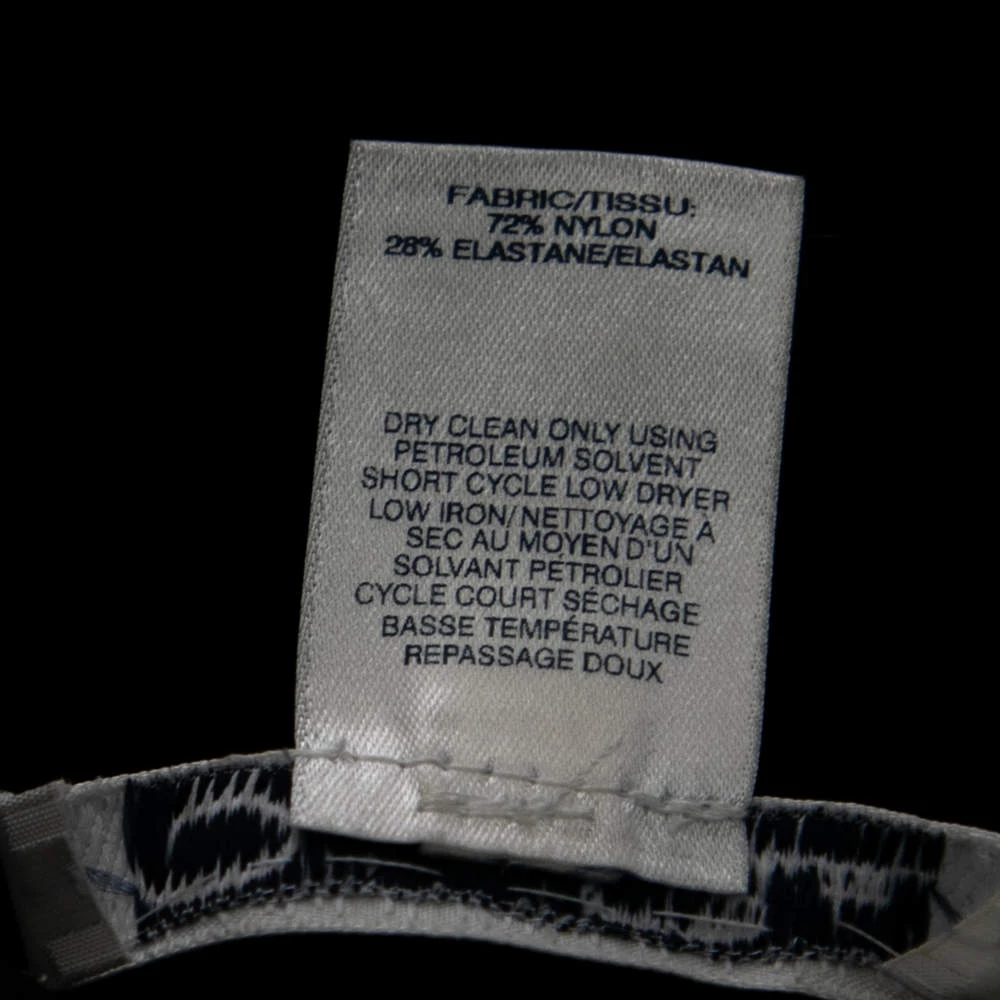 FABRIC/TISSU:
72% NYLON
28% ELASTANE/ELASTAN
DRY CLEAN ONLY USING
PETROLEUM SOLVENT
SHORT CYCLE LOW DRYER
LOW IRON/NETTOYAGE À
SEC AU MOYEN D'UN
SOLVANT PÉTROLIER
CYCLE COURT SÉCHAGE
BASSE TEMPÉRATURE
REPASSAGE DOUX